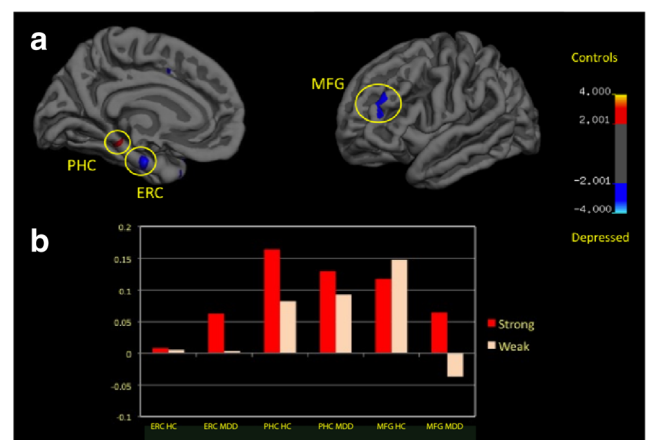 a
MFG
PHC
ERC
Controls
4,000
2,001
-2.001
-4,000
Depressed
b
0.2
0.15
0.1
0.05
0
-0.05
-0.1
Strong
Weak
ERC HC ERC MDD PHC HC PHC MDD MFG HC MFG MDD